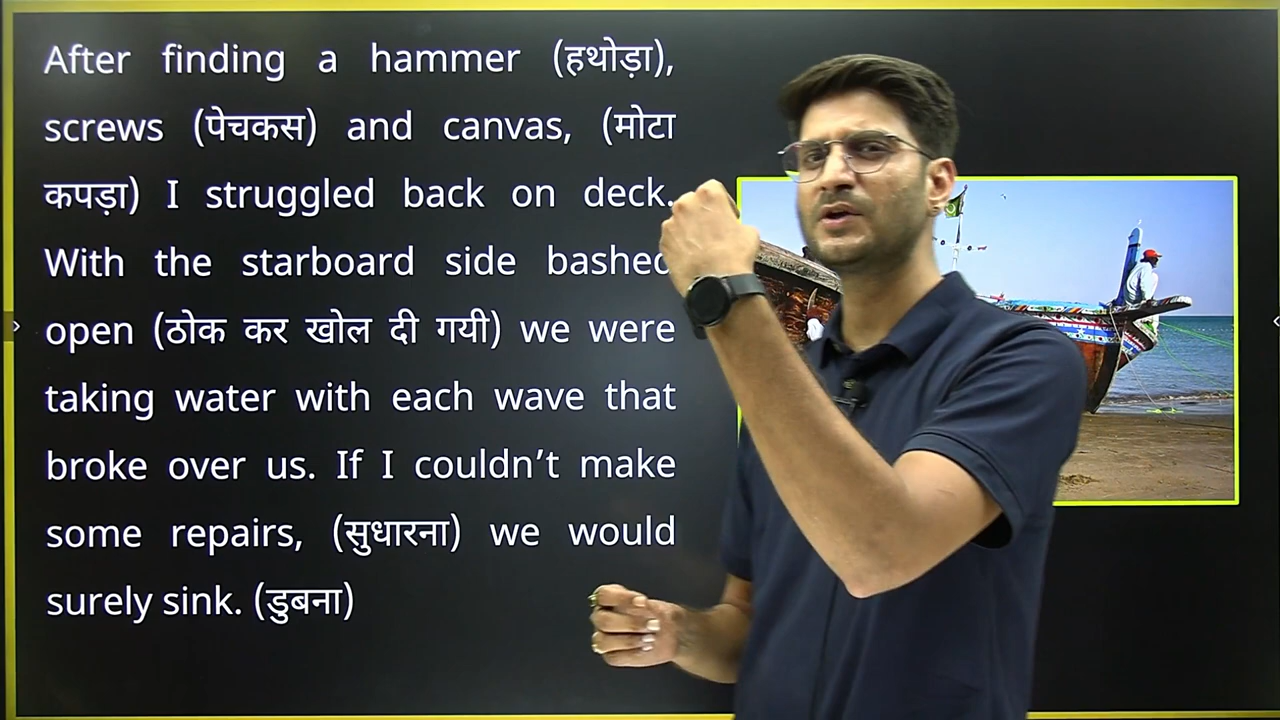 After finding a hammer (हथोड़ा),
screws (पेचकस) and canvas, (मोटा
कपड़ा) I struggled back on deck.
With the starboard side bashed
open (ठोक कर खोल दी गयी) we were
taking water with each wave that
broke over us. If I couldn’t make
some repairs, (सुधारना) we would
surely sink. (डुबना)